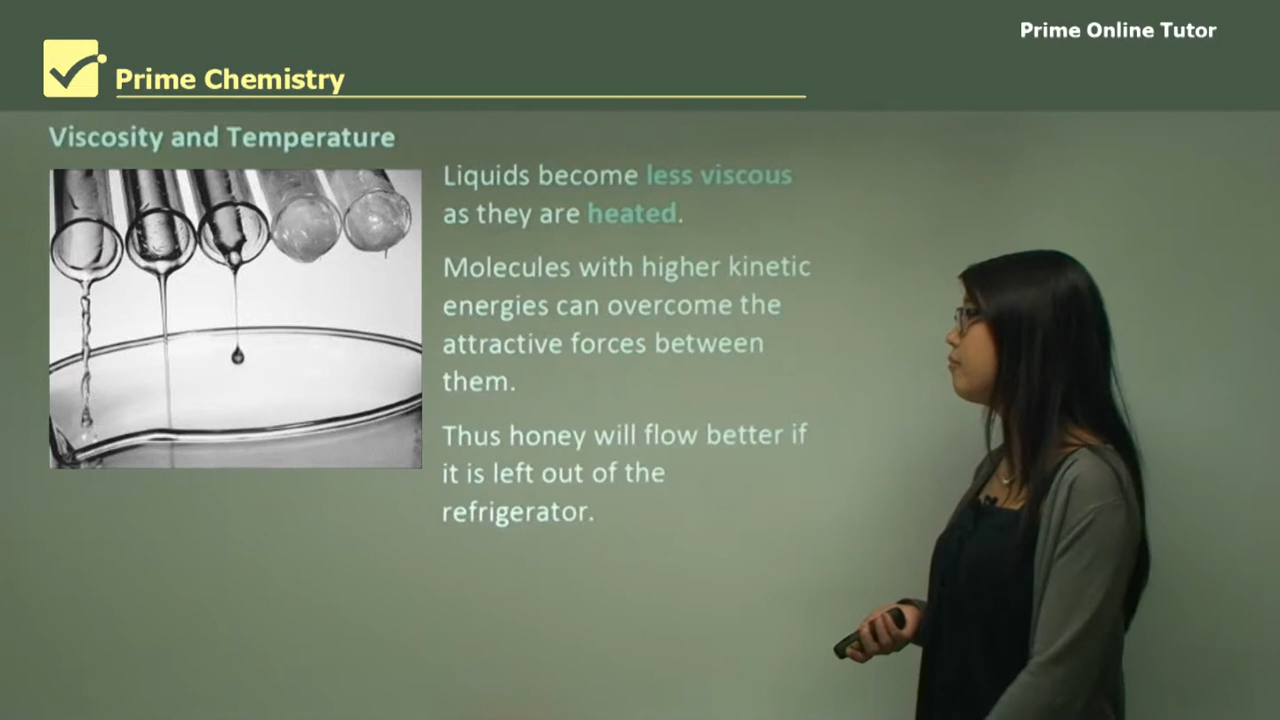 Prime Online Tutor
Prime Chemistry
Viscosity and Temperature
Liquids become less viscous
as they are heated.
Molecules with higher kinetic
energies can overcome the
attractive forces between
them.
Thus honey will flow better if
it is left out of the
refrigerator.